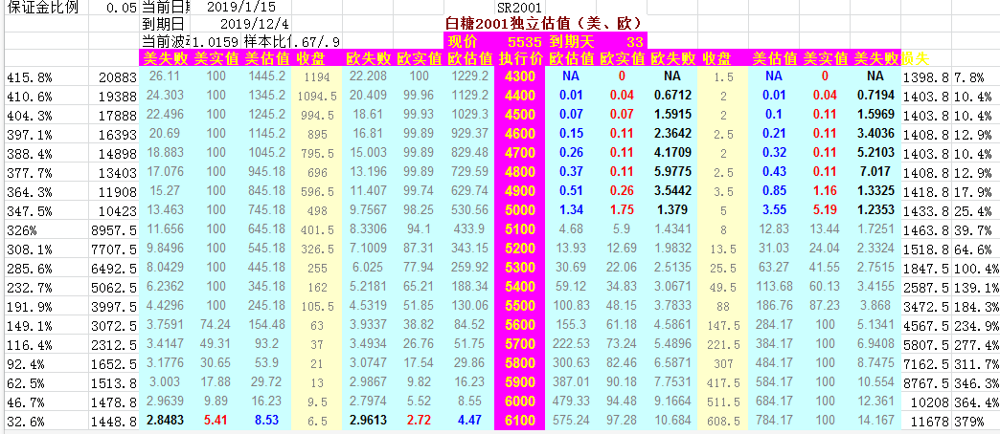 保证金比例 0.05 当前日期 2019/1/15 SR2001
到期日 2019/12/4 白糖2001独立估值（美、欧）
当前波动 1.0159 样本比例 .67/.9 现价 5535 到期天 33
美失败 美实值 美估值 收盘 欧失败 欧实值 欧估值 执行价 欧估值 欧实值 欧失败 收盘 美估值 美实值 美失败 损失
415.8% 20883 26.11 100 1445.2 1194 22.208 100 1229.2 4300 NA 0 NA 1.5 NA 0 NA 1398.8 7.8%
410.6% 19388 24.303 100 1345.2 1094.5 20.409 99.96 1129.2 4400 0.01 0.04 0.6712 2 0.01 0.04 0.7194 1403.8 10.4%
404.3% 17888 22.496 100 1245.2 994.5 18.61 99.93 1029.3 4500 0.07 0.07 1.5915 2 0.1 0.11 1.5969 1403.8 10.4%
397.1% 16393 20.69 100 1145.2 895 16.81 99.89 929.37 4600 0.15 0.11 2.3642 2.5 0.21 0.11 3.4036 1408.8 12.9%
388.4% 14898 18.883 100 1045.2 795.5 15.003 99.89 829.48 4700 0.26 0.11 4.1709 2 0.32 0.11 5.2103 1403.8 10.4%
377.7% 13403 17.076 100 945.18 696 13.196 99.89 729.59 4800 0.37 0.11 5.9775 2.5 0.43 0.11 7.017 1408.8 12.9%
364.3% 11908 15.27 100 845.18 596.5 11.407 99.74 629.74 4900 0.51 0.26 3.5442 3.5 0.85 1.16 1.3325 1418.8 17.9%
347.5% 10423 13.463 100 745.18 498 9.7567 98.25 530.56 5000 1.34 1.75 1.379 5 3.55 5.19 1.2353 1433.8 25.4%
326% 8957.5 11.656 100 645.18 401.5 8.3306 94.1 433.9 5100 4.68 5.9 1.4341 8 12.83 13.44 1.7251 1463.8 39.7%
308.1% 7707.5 9.8496 100 545.18 326.5 7.1009 87.31 343.15 5200 13.93 12.69 1.9832 13.5 31.03 24.04 2.3324 1518.8 64.6%
285.6% 6492.5 8.0429 100 445.18 255 6.025 77.94 259.92 5300 30.69 22.06 2.5135 25.5 63.27 41.55 2.7515 1847.5 100.4%
232.7% 5062.5 6.2362 100 345.18 162 5.2181 65.21 188.34 5400 59.12 34.83 3.0671 49.5 113.68 60.13 3.4155 2587.5 139.1%
191.9% 3997.5 4.4296 100 245.18 105.5 4.5319 51.85 130.06 5500 100.83 48.15 3.7833 88 186.76 87.23 3.868 3472.5 184.3%
149.1% 3072.5 3.7591 74.24 154.48 63 3.9337 38.82 84.52 5600 155.3 61.18 4.5861 147.5 284.17 100 5.1341 4567.5 234.9%
116.4% 2312.5 3.4147 49.31 93.2 37 3.4934 26.76 51.75 5700 222.53 73.24 5.4896 221.5 384.17 100 6.9408 5807.5 277.4%
92.4% 1652.5 3.1776 30.65 53.9 21 3.0747 17.54 29.86 5800 300.63 82.46 6.5871 307 484.17 100 8.7475 7162.5 311.7%
62.5% 1513.8 3.003 17.88 29.72 13 2.9867 9.82 16.23 5900 387.01 90.18 7.7531 417.5 584.17 100 10.554 8767.5 346.3%
46.7% 1478.8 2.9639 9.89 16.23 9.5 2.7974 5.52 8.55 6000 479.33 94.48 9.1664 511.5 684.17 100 12.361 10208 364.4%
32.6% 1448.8 2.8483 5.41 8.53 6.5 2.9613 2.72 4.47 6100 575.24 97.28 10.684 608.5 784.17 100 14.167 11678 379%